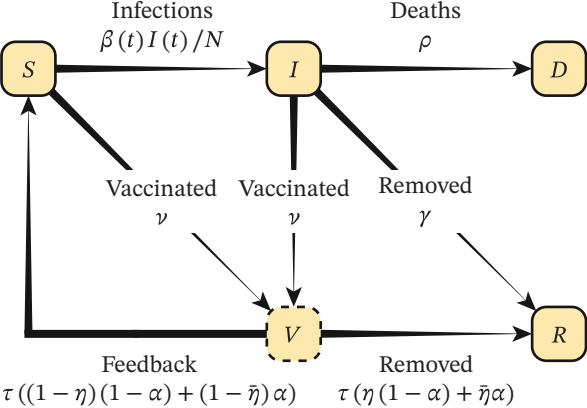 Infections
β(t)I(t)/N
Deaths
ρ
S
I
D
Vaccinated
ν
Vaccinated
ν
Removed
γ
V
R
Feedback
τ((1 − η)(1 − α) + (1 − η̄)α)
Removed
τ(η(1 − α) + η̄α)